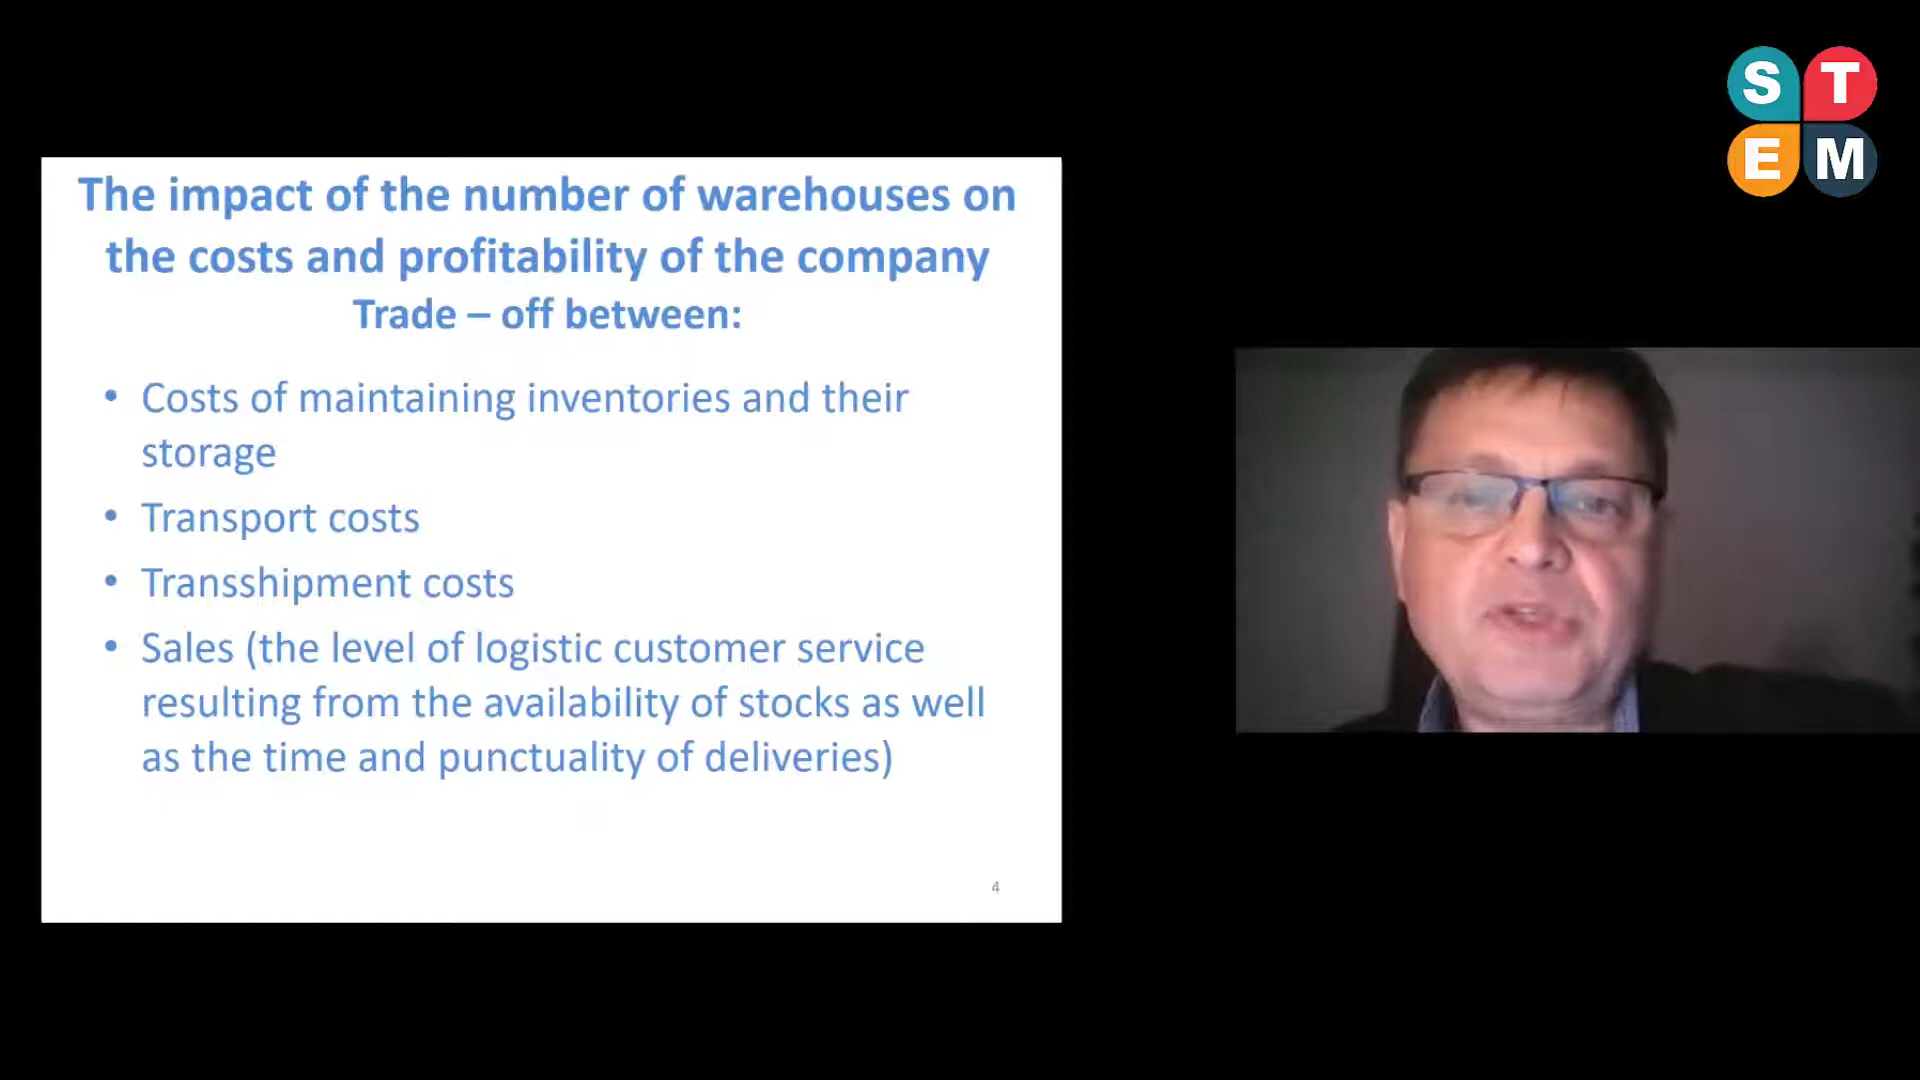 The impact of the number of warehouses on
the costs and profitability of the company
Trade – off between:
• Costs of maintaining inventories and their
storage
• Transport costs
• Transshipment costs
• Sales (the level of logistic customer service
resulting from the availability of stocks as well
as the time and punctuality of deliveries)
4
S T
E M